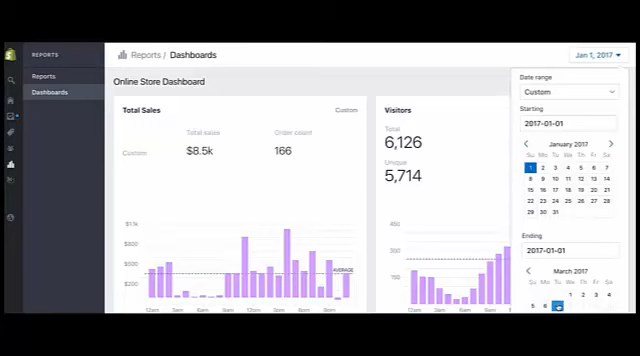 REPORTS
Reports
Dashboards
Reports / Dashboards
Jan 1, 2017
Online Store Dashboard
Total Sales
Custom
Total sales
Order count
Custom
$8.5k
166
$800
$500
$200
AVERAGE
12am
3am
6am
9am
12pm
3pm
6pm
9pm
Visitors
Total
6,126
Unique
5,714
450
300
150
12am
3am
6am
9am
Date range
Custom
Starting
2017-01-01
January 2017
Su Mo Tu We Th Fr Sa
1 2 3 4 5 6 7
8 9 10 11 12 13 14
15 16 17 18 19 20 21
22 23 24 25 26 27 28
29 30 31
Ending
2017-01-01
March 2017
Su Mo Tu We Th Fr Sa
1 2 3 4
5 6